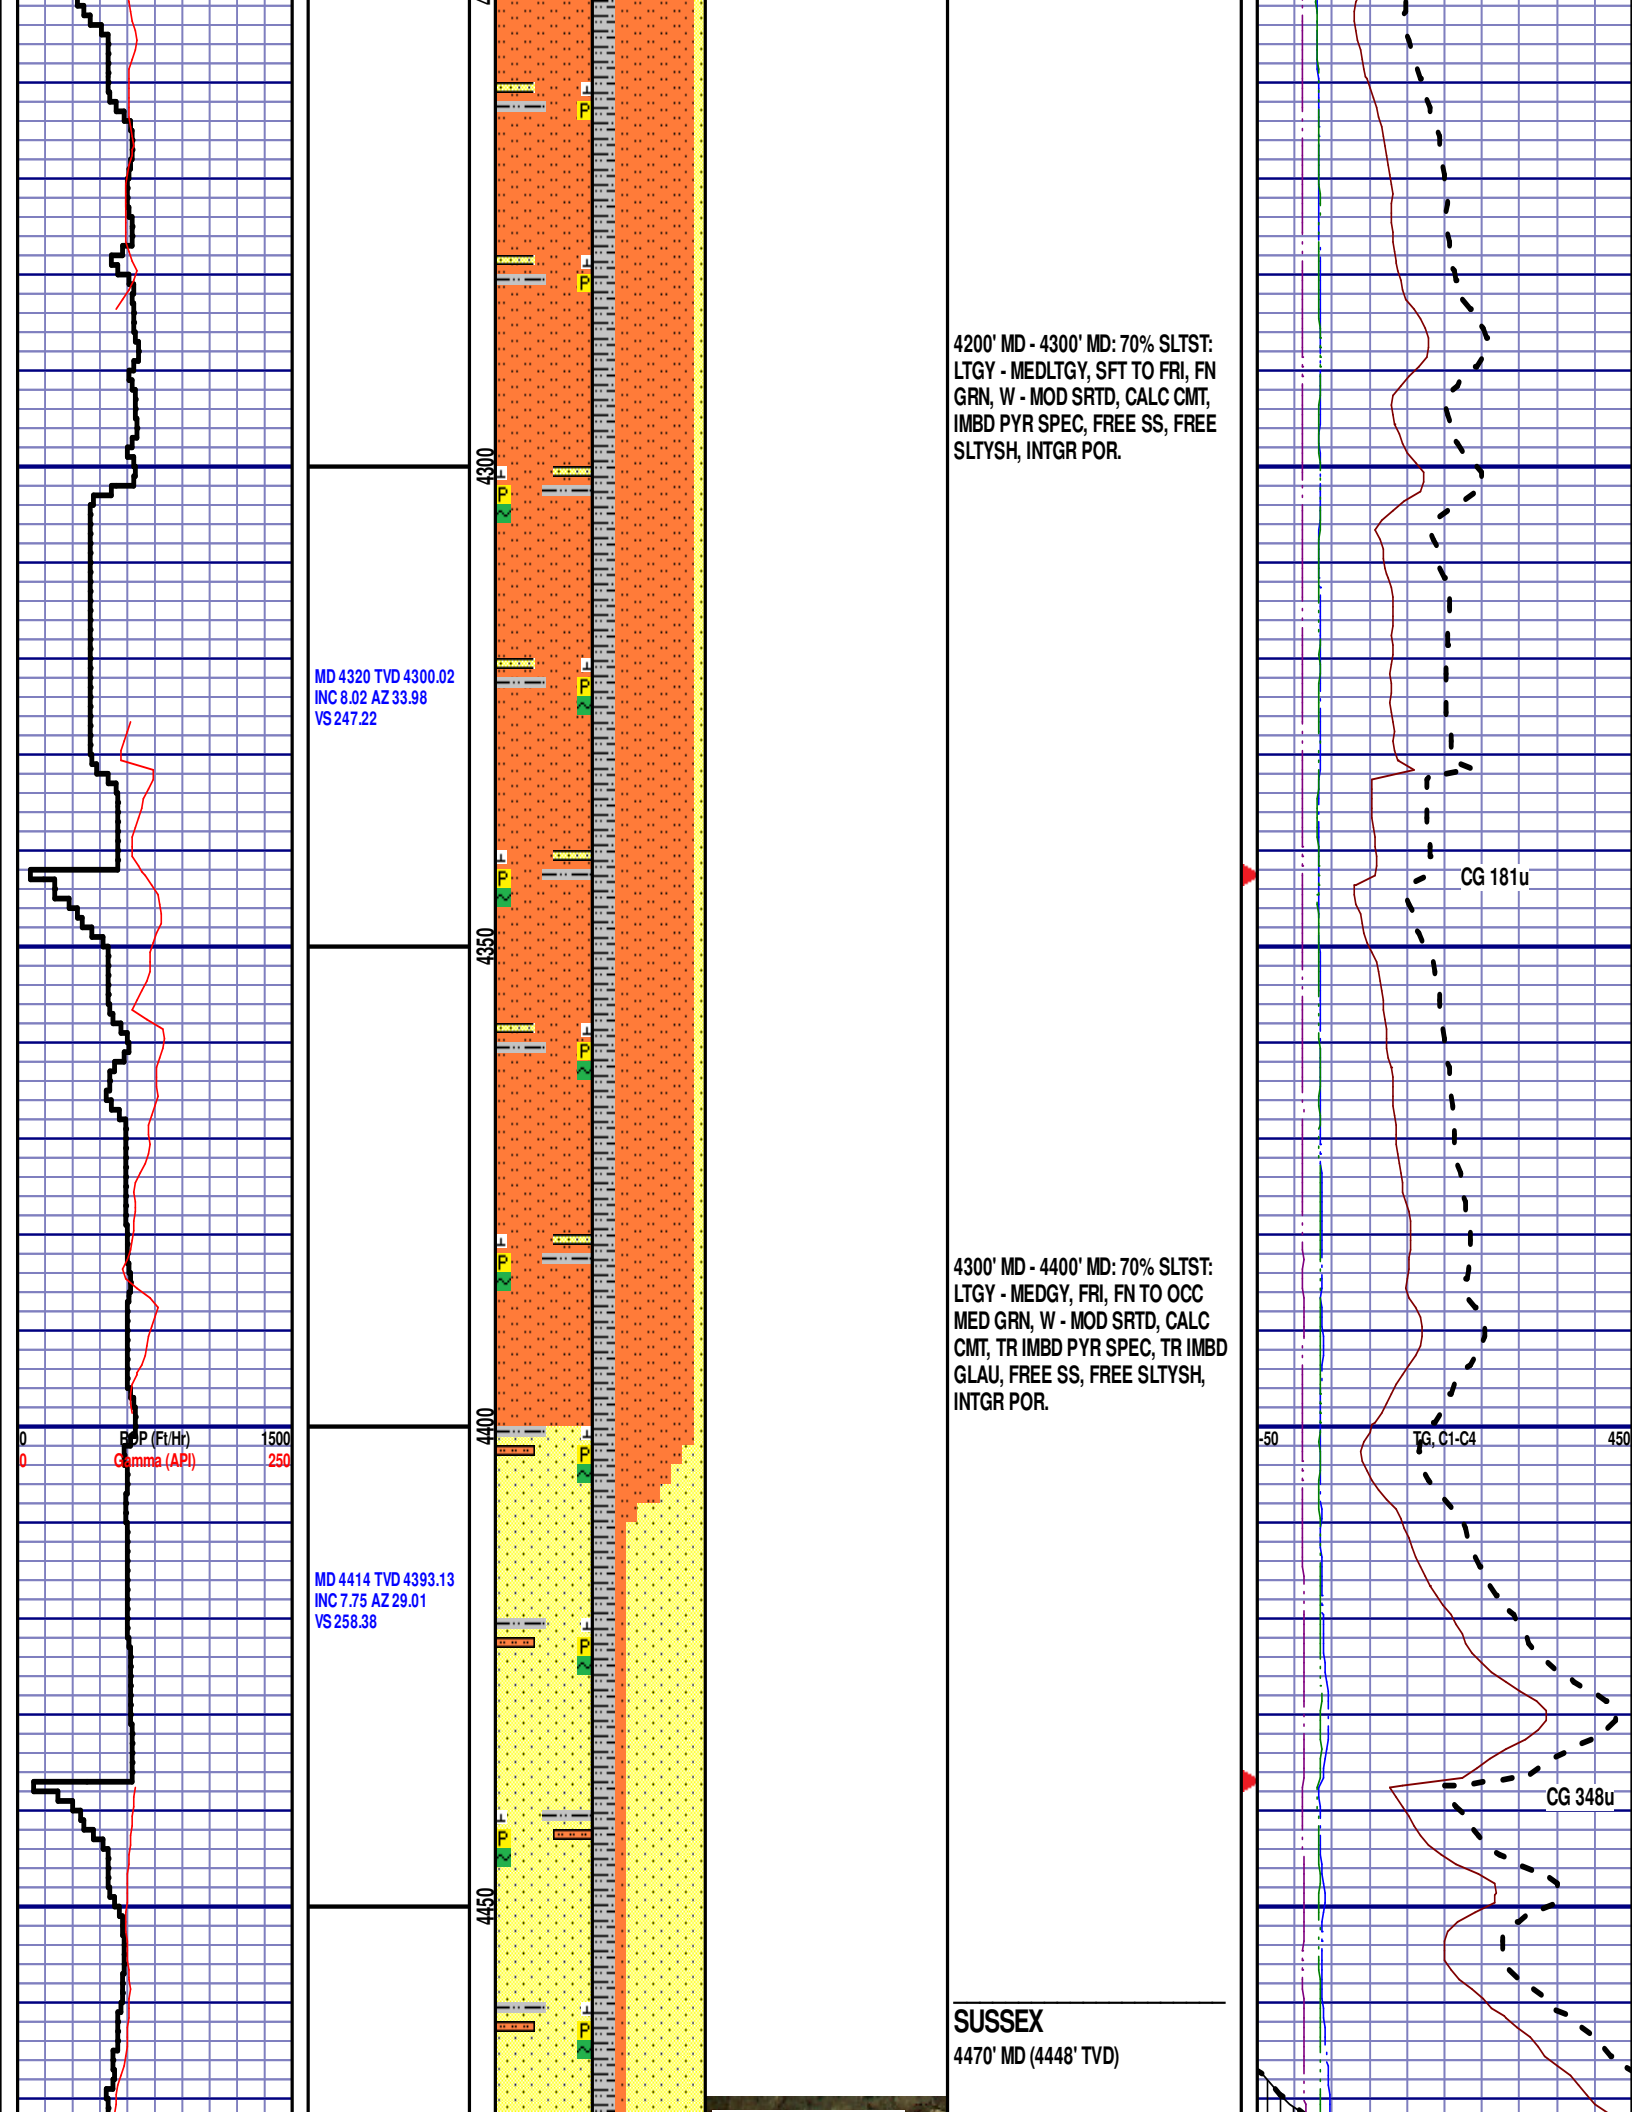 4200' MD - 4300' MD: 70% SLTST:
LTGY - MEDLTGY, SFT TO FRI, FN
GRN, W - MOD SRTD, CALC CMT,
IMBD PYR SPEC, FREE SS, FREE
SLTYSH, INTGR POR.
4300
MD 4320 TVD 4300.02
INC 8.02 AZ 33.98
VS 247.22
CG 181u
4350
4300' MD - 4400' MD: 70% SLTST:
LTGY - MEDGY, FRI, FN TO OCC
MED GRN, W - MOD SRTD, CALC
CMT, TR IMBD PYR SPEC, TR IMBD
GLAU, FREE SS, FREE SLTYSH,
INTGR POR.
4400
0 ROP (Ft/Hr) 1500
0 Gamma (API) 250
-50 TG, C1-C4 450
MD 4414 TVD 4393.13
INC 7.75 AZ 29.01
VS 258.38
CG 348u
4450
SUSSEX
4470' MD (4448' TVD)
P
P
P
P
P
P
P
P
P
P
P